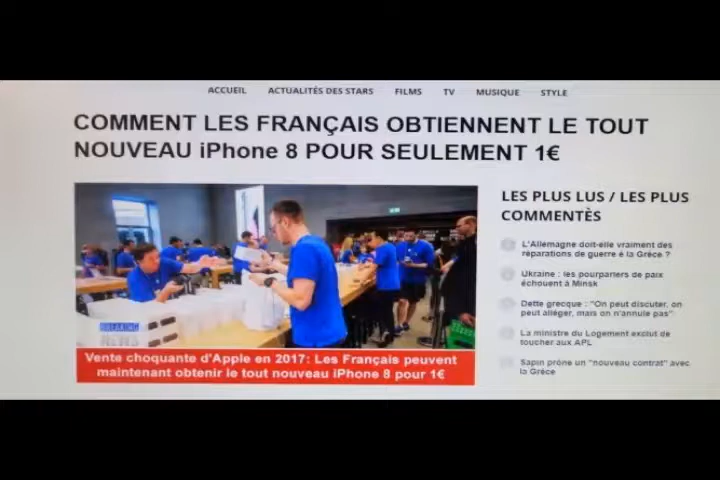 ACCUEIL ACTUALITÉS DES STARS FILMS TV MUSIQUE STYLE
COMMENT LES FRANÇAIS OBTIENNENT LE TOUT
NOUVEAU iPhone 8 POUR SEULEMENT 1€
BREAKING
NEWS
Vente choquante d'Apple en 2017: Les Français peuvent
maintenant obtenir le tout nouveau iPhone 8 pour 1€
LES PLUS LUS / LES PLUS
COMMENTÈS
L'Allemagne doit-elle vraiment des
réparations de guerre é la Grèce ?
Ukraine : les pourparlers de paix
échouent à Minsk
Dette grecque : "On peut discuter, on
peut alléger, mais on n'annule pas"
La ministre du Logement exclut de
toucher aux APL
Sapin prône un "nouveau contrat" avec
la Grèce